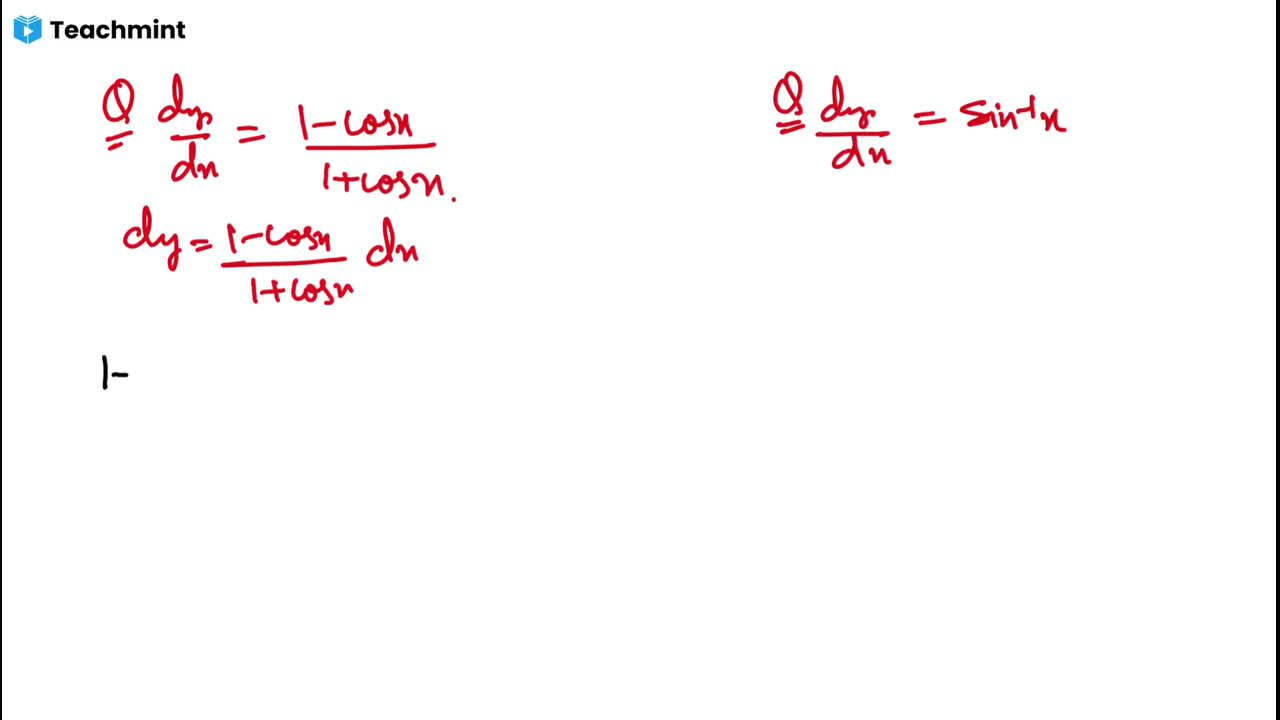 Teachmint
Q dy/dx = (1-cosx)/(1+cosx).
dy = (1-cosx)/(1+cosx) dx
1-
Q dy/dx = sin⁻¹x